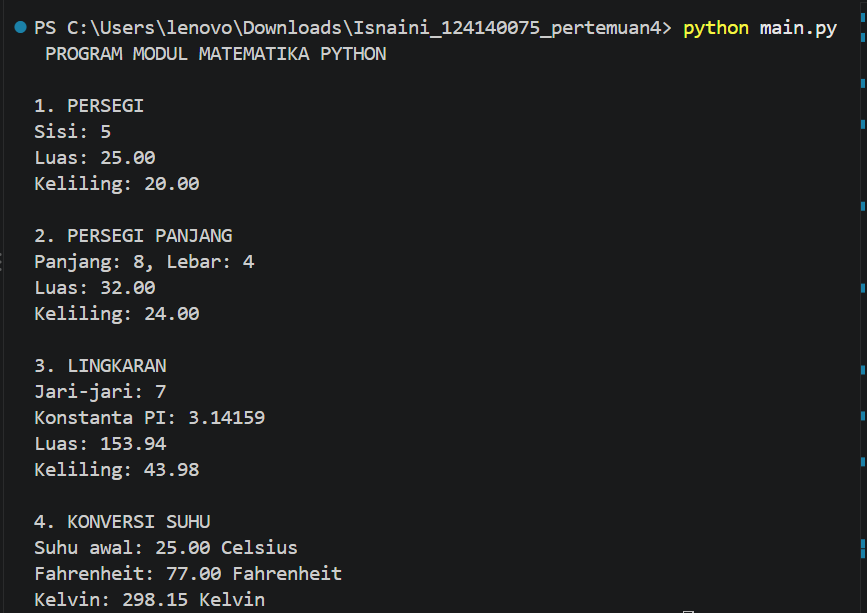 PS C:\Users\lenovo\Downloads\Isnaini_124140075_pertemuan4> python main.py
PROGRAM MODUL MATEMATIKA PYTHON
1. PERSEGI
Sisi: 5
Luas: 25.00
Keliling: 20.00
2. PERSEGI PANJANG
Panjang: 8, Lebar: 4
Luas: 32.00
Keliling: 24.00
3. LINGKARAN
Jari-jari: 7
Konstanta PI: 3.14159
Luas: 153.94
Keliling: 43.98
4. KONVERSI SUHU
Suhu awal: 25.00 Celsius
Fahrenheit: 77.00 Fahrenheit
Kelvin: 298.15 Kelvin